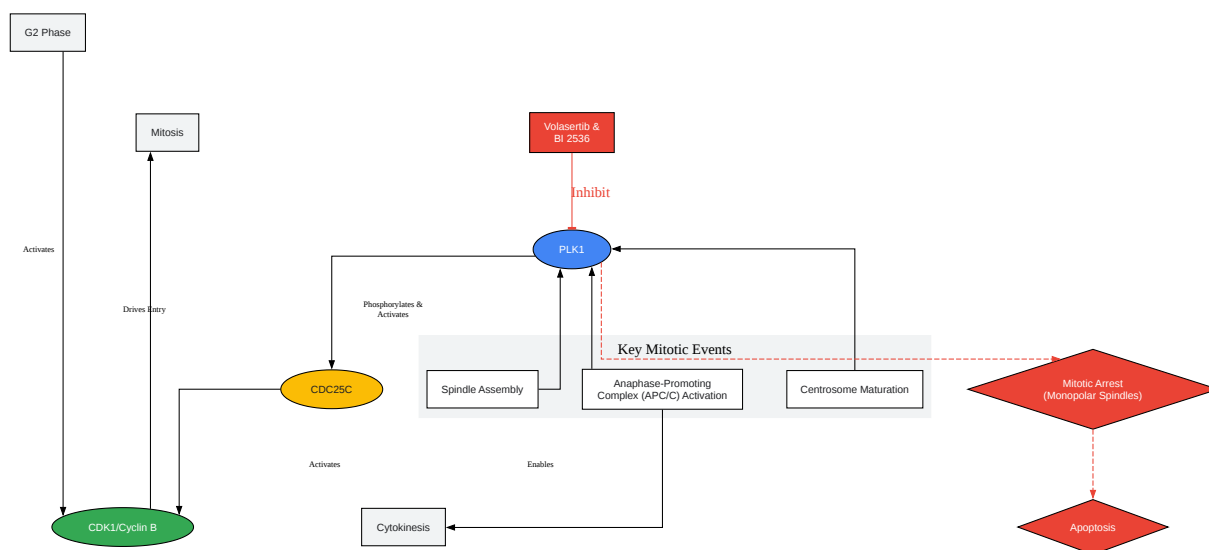 G2 Phase
Mitosis
Volasertib &
BI 2536
Inhibit
Activates
PLK1
Drives Entry
Phosphorylates &
Activates
Key Mitotic Events
CDC25C
Spindle Assembly
Anaphase-Promoting
Complex (APC/C) Activation
Centrosome Maturation
Mitotic Arrest
(Monopolar Spindles)
Activates
Enables
CDK1/Cyclin B
Cytokinesis
Apoptosis